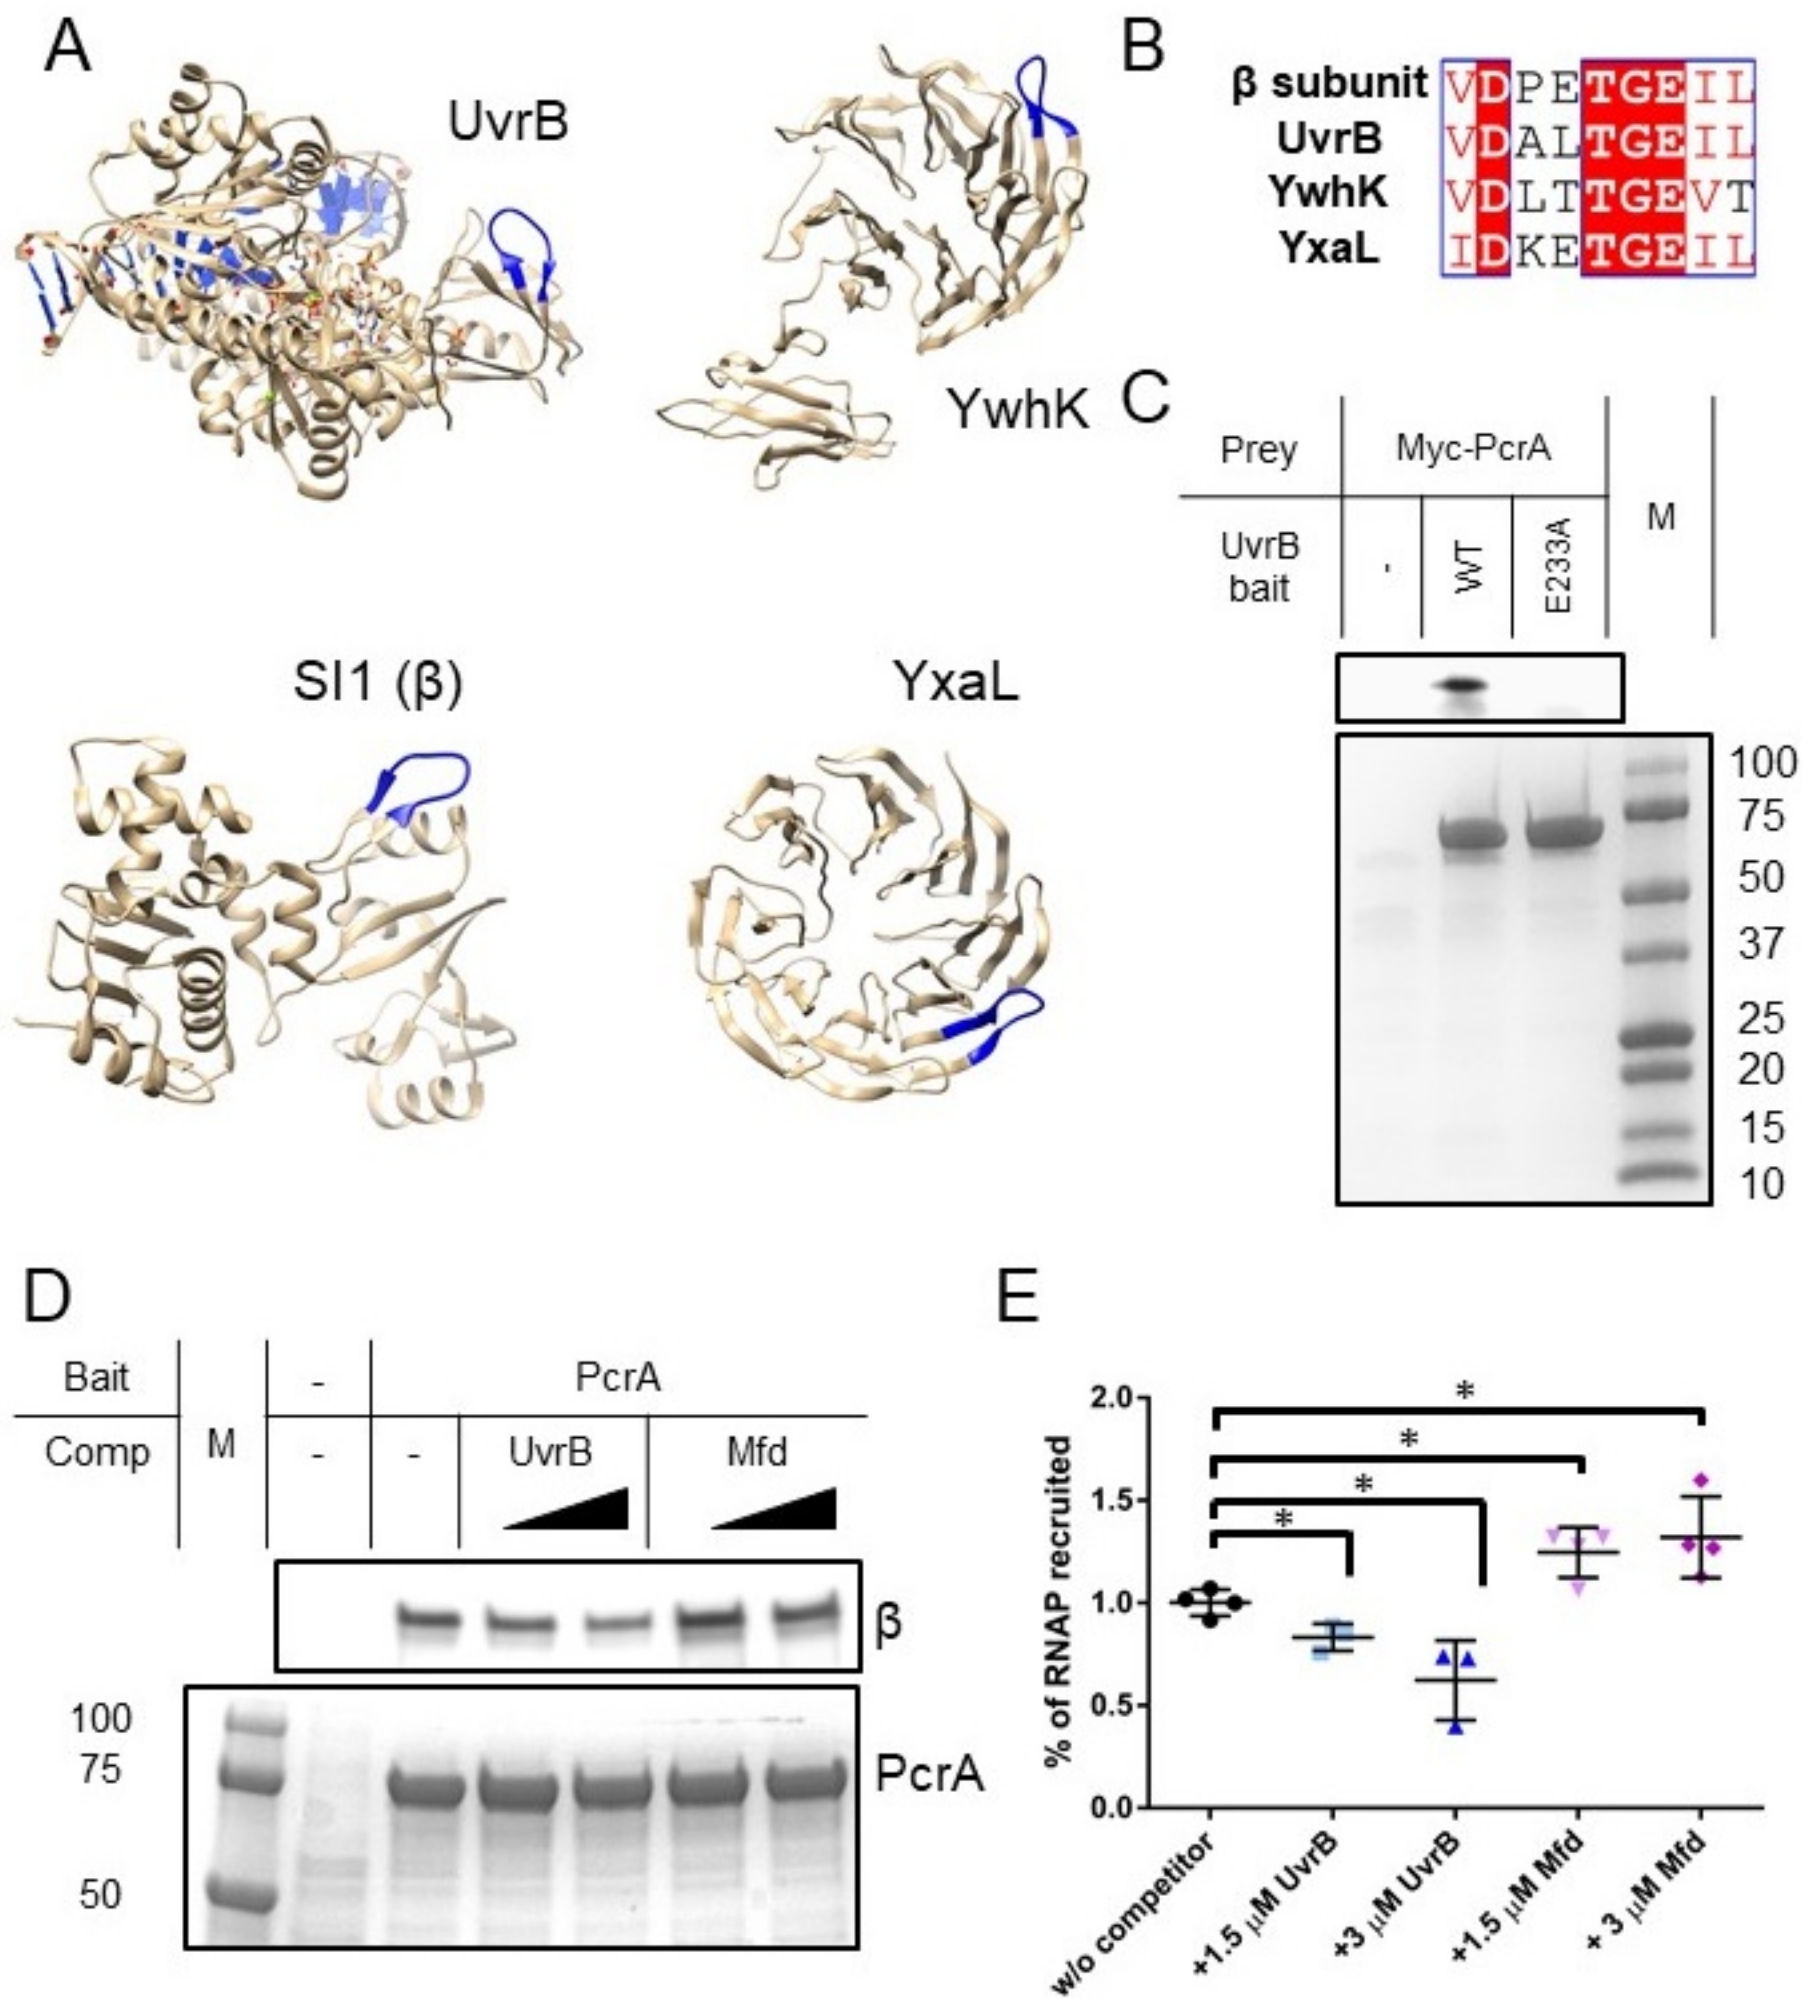 A
UvrB
YwhK
SI1 (β)
YxaL
B
β subunit VDPETGEIL
UvrB VDALTGEIL
YwhK VDLTTGEVT
YxaL IDKETGEIL
C
Prey Myc-PcrA M
UvrB bait - WT E233A
100
75
50
37
25
20
15
10
D
Bait M - PcrA
Comp - - UvrB Mfd
β
100
75
50
PcrA
E
% of RNAP recruited
2.0
1.5
1.0
0.5
0.0
*
*
*
*
w/o competitor
+1.5 μM UvrB
+3 μM UvrB
+1.5 μM Mfd
+ 3 μM Mfd